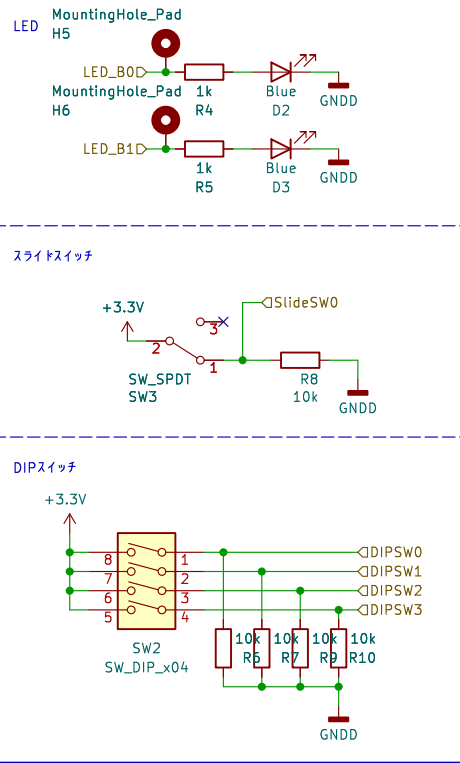 LED
MountingHole_Pad
H5
LED_B0
1k
R4
Blue
D2
GNDD
MountingHole_Pad
H6
LED_B1
1k
R5
Blue
D3
GNDD
スライドスイッチ
+3.3V
SlideSW0
3
2
1
SW_SPDT
SW3
R8
10k
GNDD
DIPスイッチ
+3.3V
8
1
DIPSW0
7
2
DIPSW1
6
3
DIPSW2
5
4
DIPSW3
SW2
SW_DIP_x04
10k
R6
10k
R7
10k
R9
10k
R10
GNDD